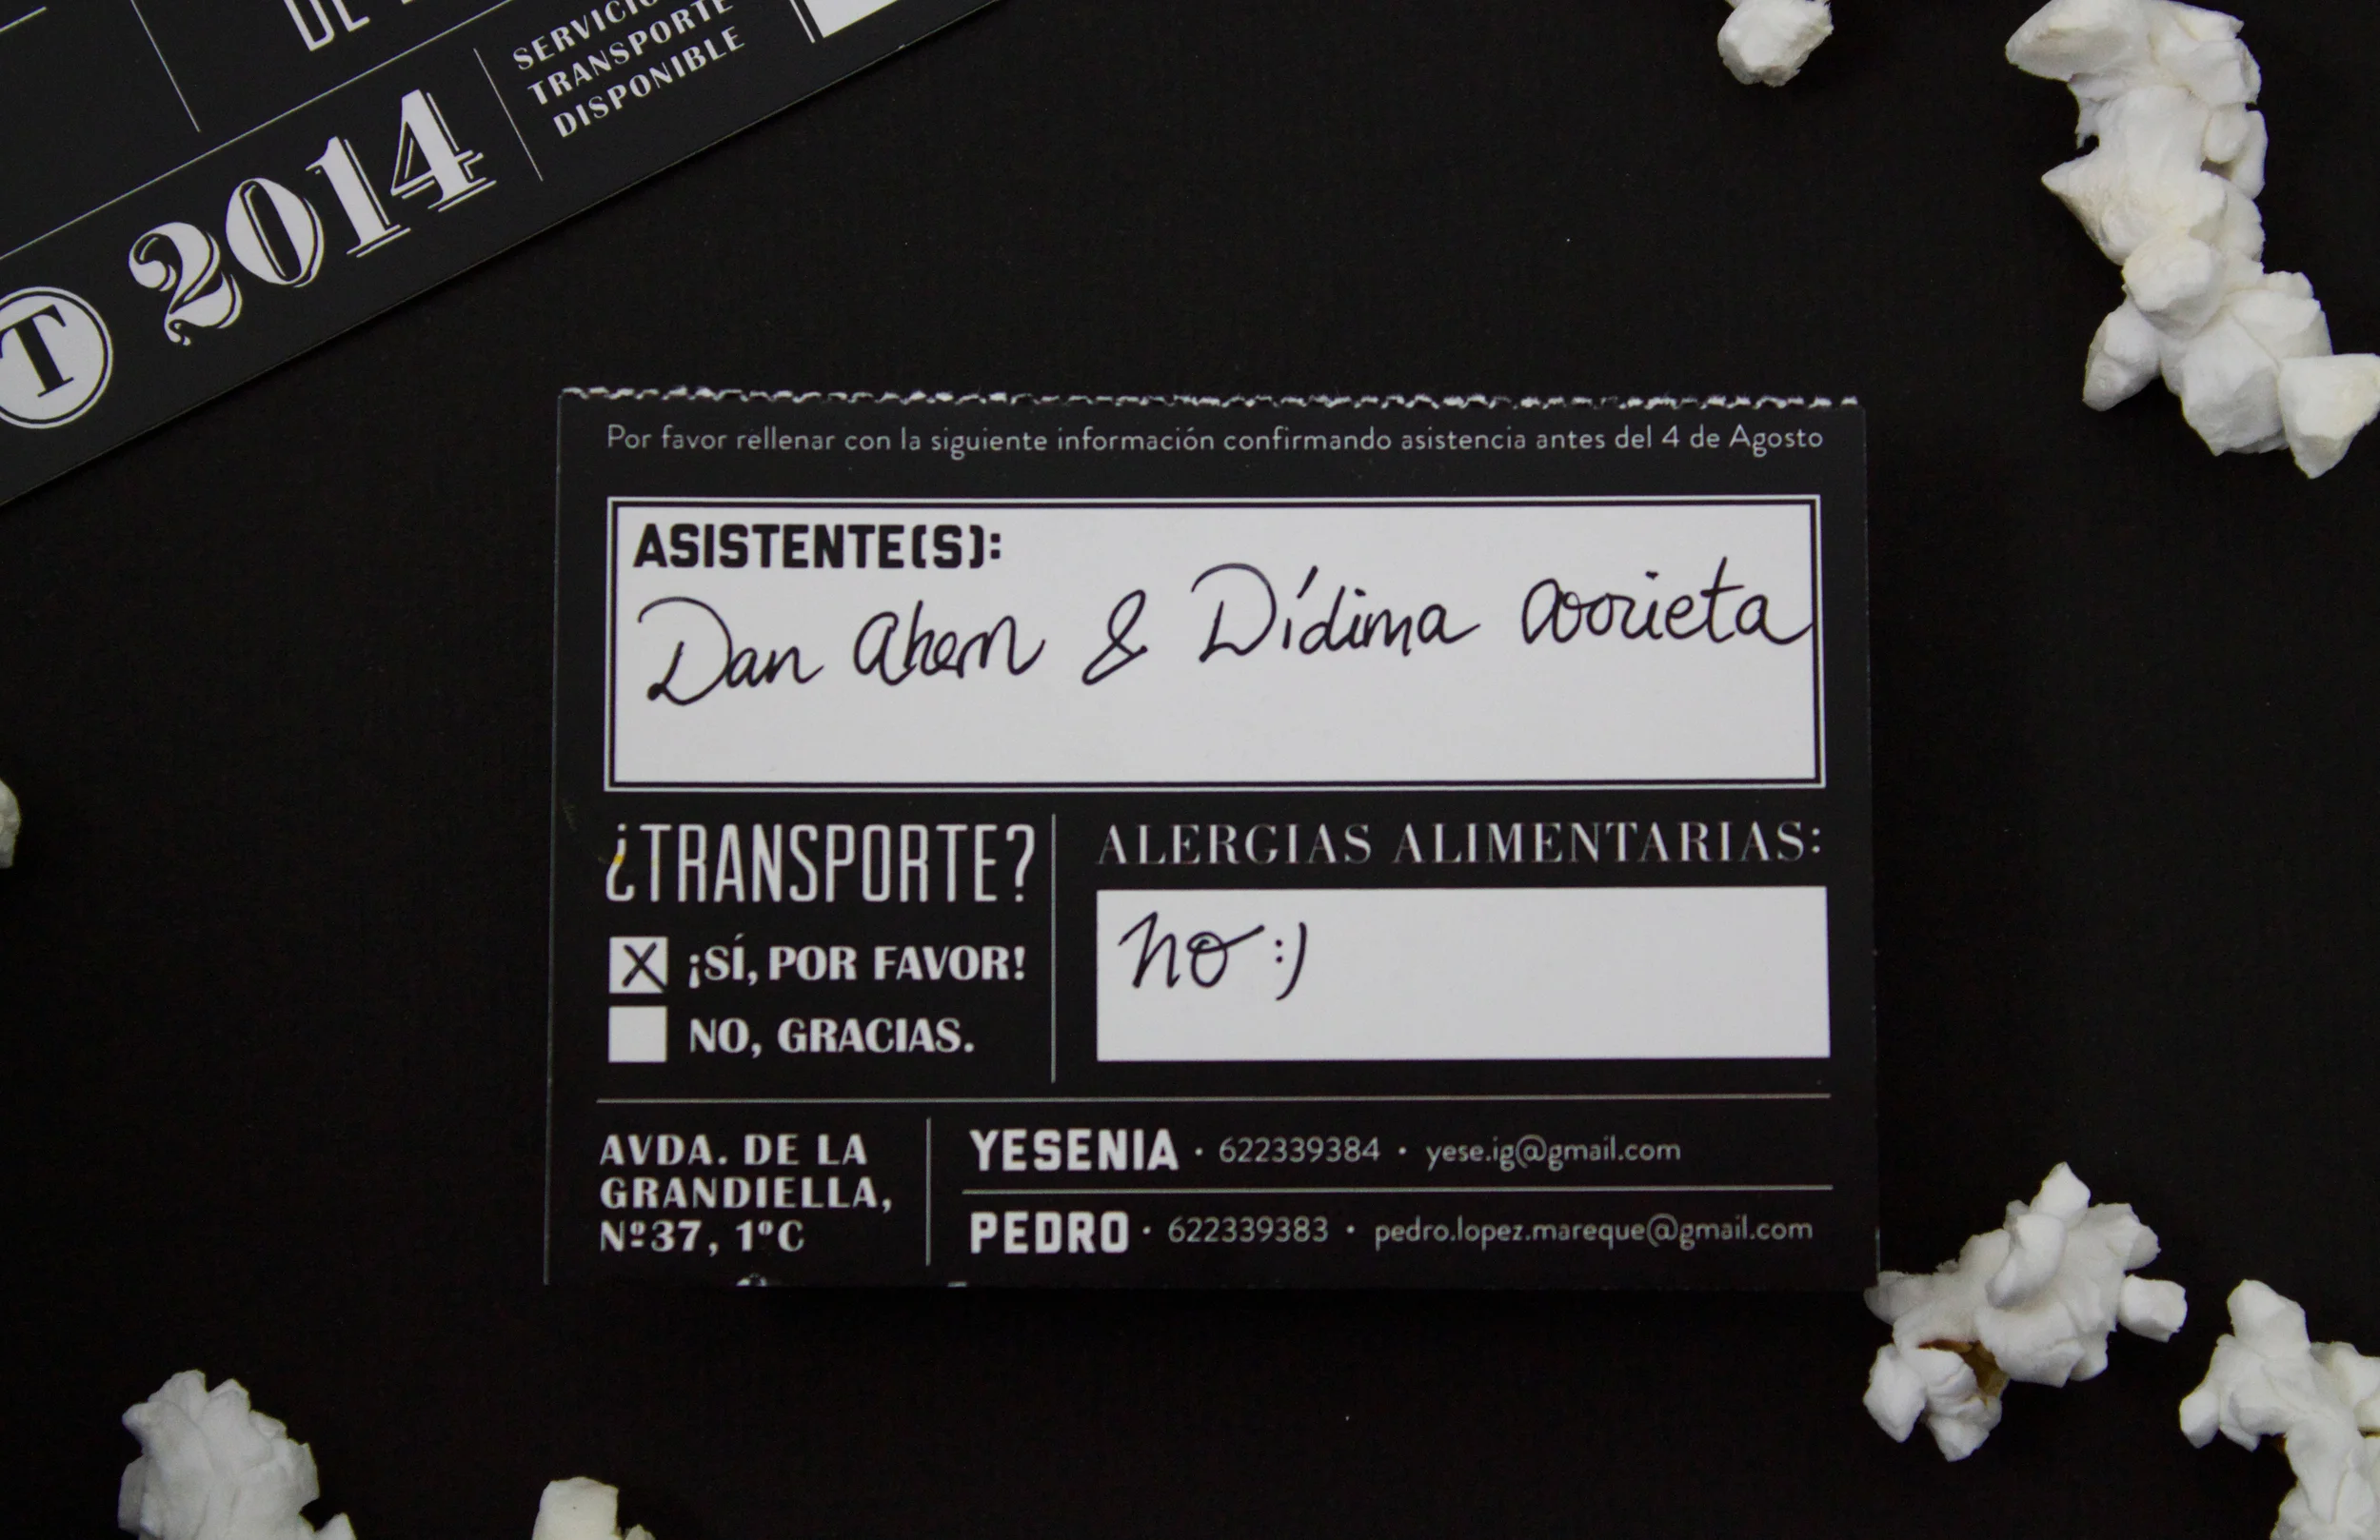 SERVICIO
TRANSPORTE
DISPONIBLE
T 2014
Por favor rellenar con la siguiente información confirmando asistencia antes del 4 de Agosto
ASISTENTE(S):
Dan Ahern & Dídima Arrieta
¿TRANSPORTE?
X ¡SÍ, POR FAVOR!
NO, GRACIAS.
ALERGIAS ALIMENTARIAS:
no :)
AVDA. DE LA
GRANDIELLA,
Nº37, 1ºC
YESENIA · 622339384 · yese.ig@gmail.com
PEDRO · 622339383 · pedro.lopez.mareque@gmail.com